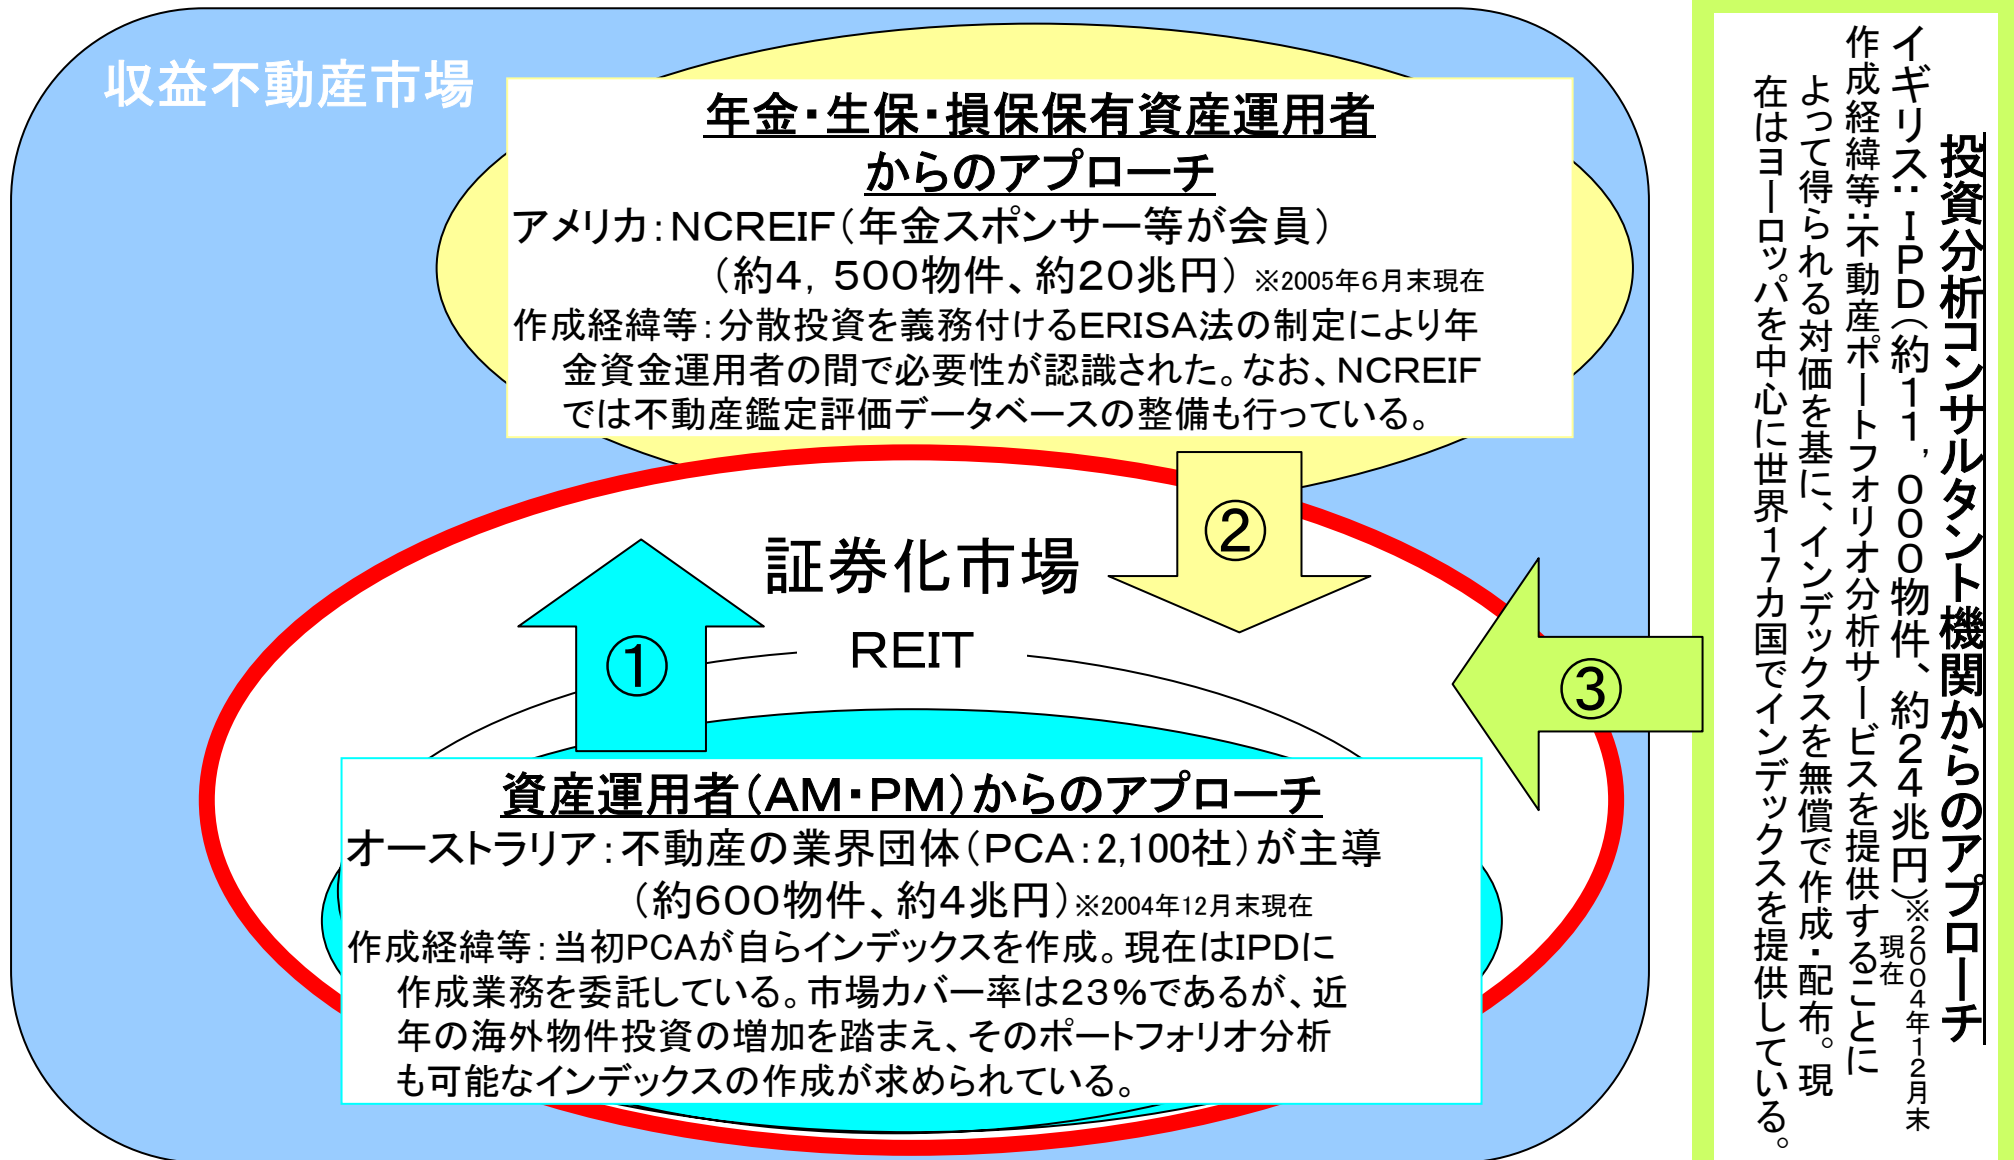 収益不動産市場
年金・生保・損保保有資産運用者
からのアプローチ
アメリカ：NCREIF（年金スポンサー等が会員）
（約４，５００物件、約２０兆円）※2005年６月末現在
作成経緯等：分散投資を義務付けるERISA法の制定により年
金資金運用者の間で必要性が認識された。なお、NCREIF
では不動産鑑定評価データベースの整備も行っている。
②
証券化市場
REIT
①
③
資産運用者（AM・PM）からのアプローチ
オーストラリア：不動産の業界団体（PCA：2,100社）が主導
（約６００物件、約４兆円）※2004年12月末現在
作成経緯等：当初PCAが自らインデックスを作成。現在はIPDに
作成業務を委託している。市場カバー率は２３％であるが、近
年の海外物件投資の増加を踏まえ、そのポートフォリオ分析
も可能なインデックスの作成が求められている。
投資分析コンサルタント機関からのアプローチ
イギリス：ＩＰＤ（約１１，０００物件、約２４兆円）※２００４年１２月末
現在
作成経緯等：不動産ポートフォリオ分析サービスを提供することに
よって得られる対価を基に、インデックスを無償で作成・配布。現
在はヨーロッパを中心に世界１７カ国でインデックスを提供している。